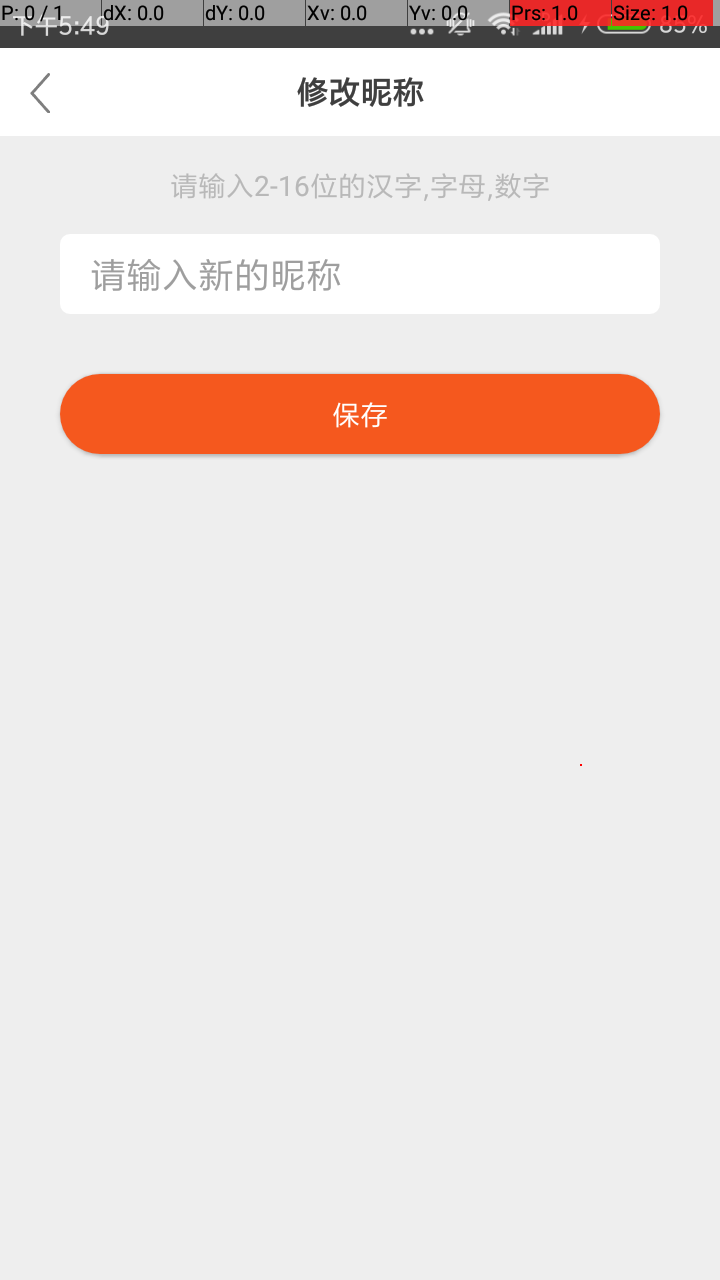 P: 0 / 1 dX: 0.0 dY: 0.0 Xv: 0.0 Yv: 0.0 Prs: 1.0 Size: 1.0
下午5:49 85%
修改昵称
请输入2-16位的汉字,字母,数字
请输入新的昵称
保存